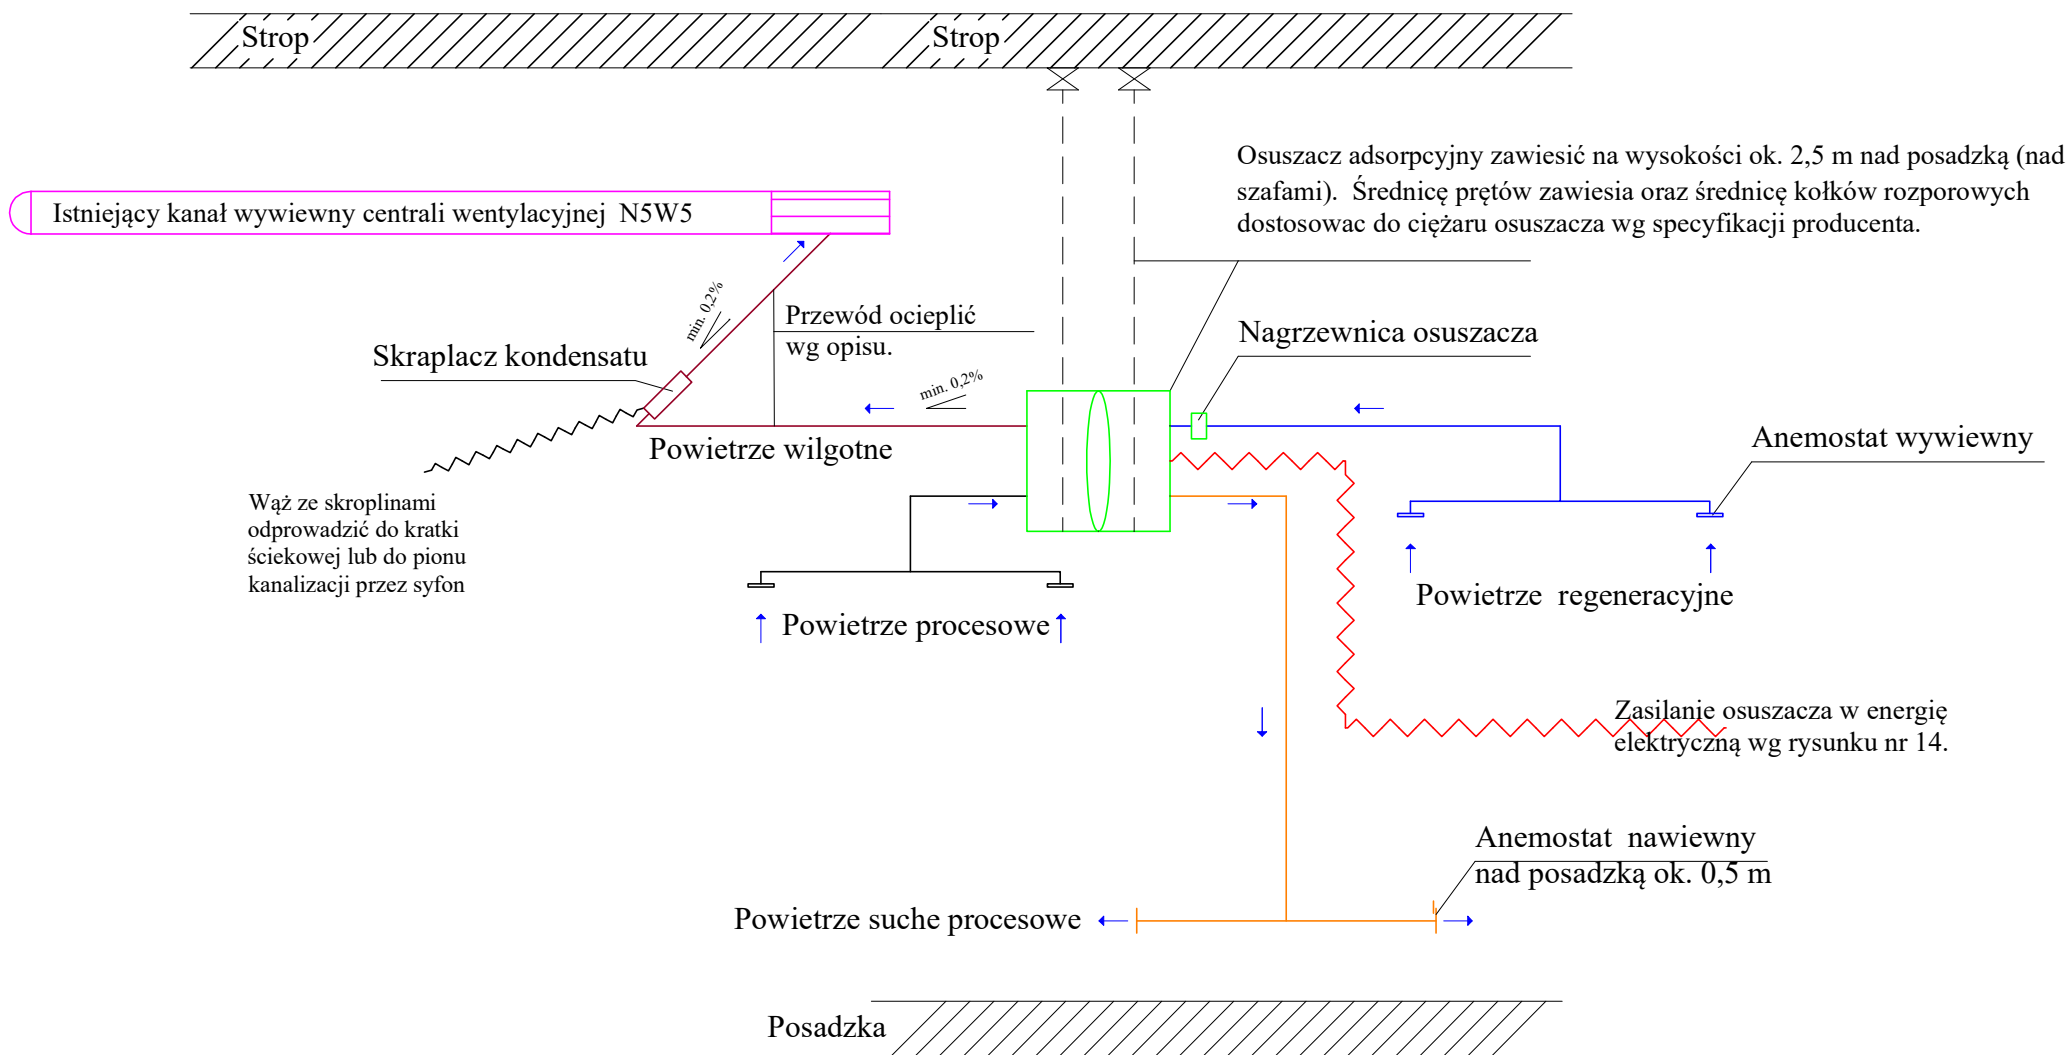 Strop
Strop
Osuszacz adsorpcyjny zawiesić na wysokości ok. 2,5 m nad posadzką (nad
szafami). Średnicę prętów zawiesia oraz średnicę kołków rozporowych
dostosowac do ciężaru osuszacza wg specyfikacji producenta.
Istniejący kanał wywiewny centrali wentylacyjnej N5W5
min. 0,2%
Przewód ocieplić
wg opisu.
Nagrzewnica osuszacza
Skraplacz kondensatu
min. 0,2%
Powietrze wilgotne
Anemostat wywiewny
Wąż ze skroplinami
odprowadzić do kratki
ściekowej lub do pionu
kanalizacji przez syfon
Powietrze procesowe
Powietrze regeneracyjne
Zasilanie osuszacza w energię
elektryczną wg rysunku nr 14.
Anemostat nawiewny
nad posadzką ok. 0,5 m
Powietrze suche procesowe
Posadzka